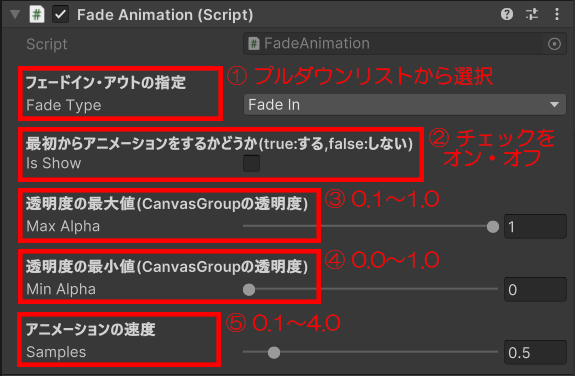 Fade Animation (Script)
Script
FadeAnimation
フェードイン・アウトの指定
① プルダウンリストから選択
Fade Type
Fade In
最初からアニメーションをするかどうか(true:する,false:しない)
② チェックを
オン・オフ
Is Show
透明度の最大値(CanvasGroupの透明度)
③ 0.1〜1.0
Max Alpha
1
透明度の最小値(CanvasGroupの透明度)
④ 0.0〜1.0
Min Alpha
0
アニメーションの速度
⑤ 0.1〜4.0
Samples
0.5